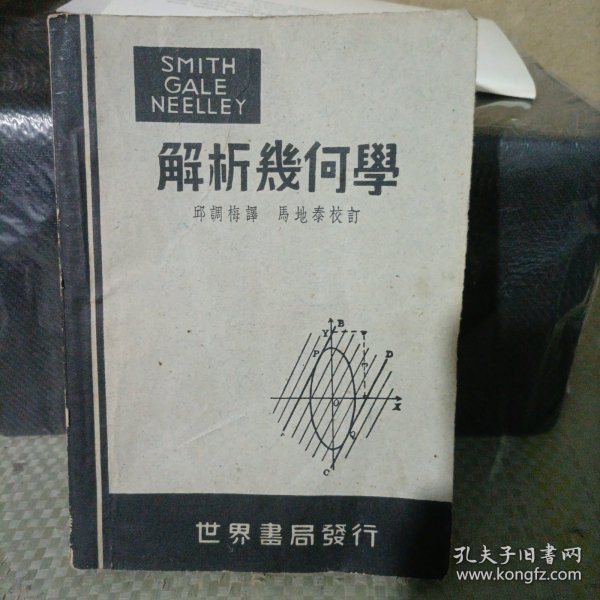 SMITH
GALE
NEELLEY
解析幾何學
邱調梅譯 馬地泰校訂
Y B
P D
O X
Q
C
世界書局發行
孔夫子旧书网
www.kongfz.com